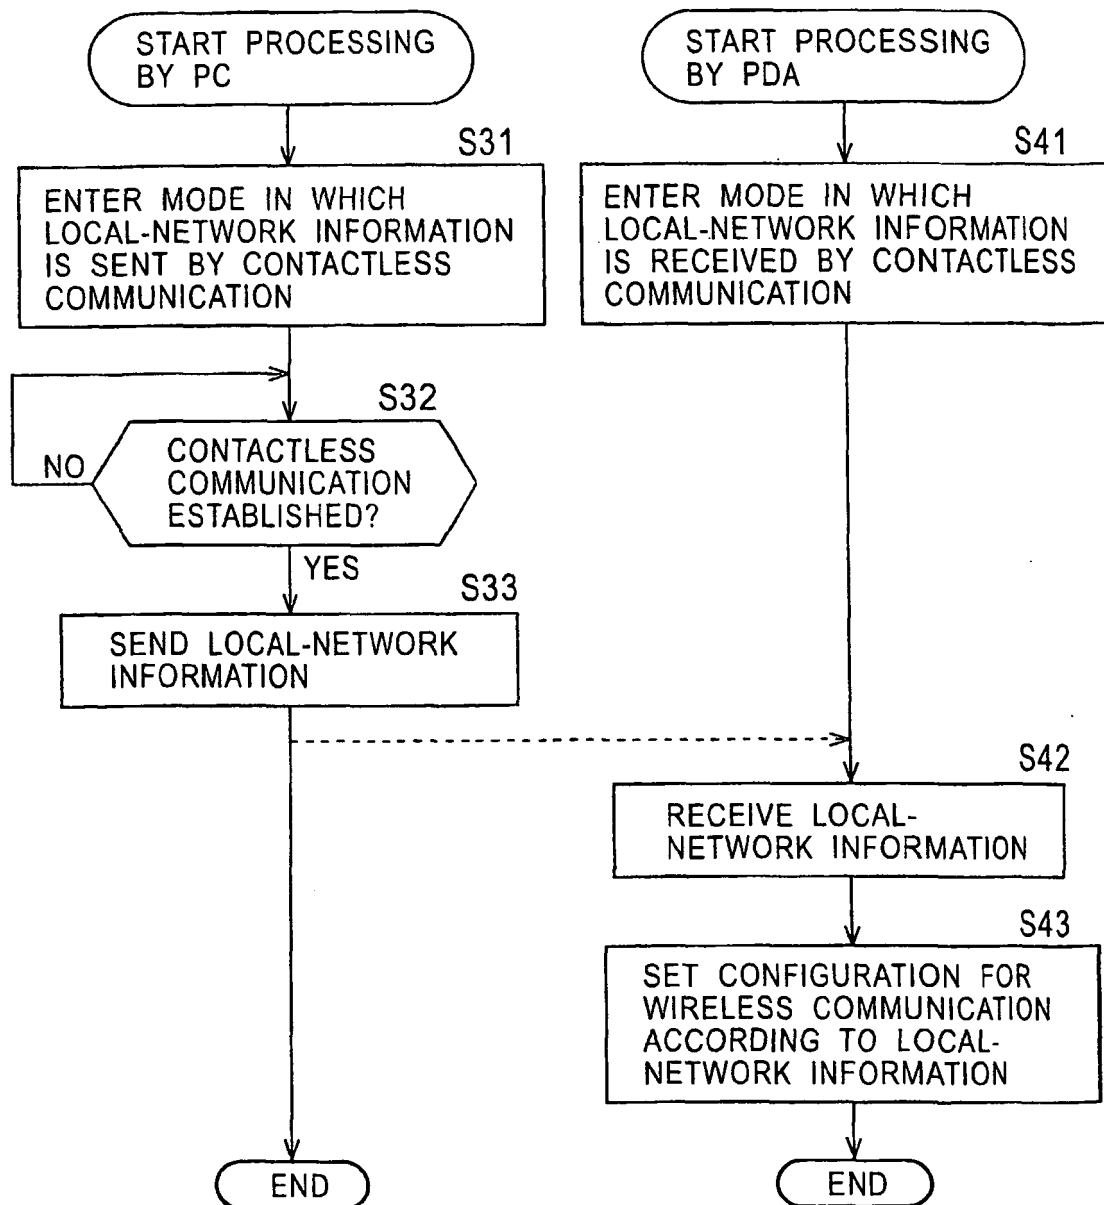 START PROCESSING
BY PC
S31
ENTER MODE IN WHICH
LOCAL-NETWORK INFORMATION
IS SENT BY CONTACTLESS
COMMUNICATION
S32
CONTACTLESS
COMMUNICATION
ESTABLISHED?
NO
YES
S33
SEND LOCAL-NETWORK
INFORMATION
END
START PROCESSING
BY PDA
S41
ENTER MODE IN WHICH
LOCAL-NETWORK INFORMATION
IS RECEIVED BY CONTACTLESS
COMMUNICATION
S42
RECEIVE LOCAL-
NETWORK INFORMATION
S43
SET CONFIGURATION FOR
WIRELESS COMMUNICATION
ACCORDING TO LOCAL-
NETWORK INFORMATION
END